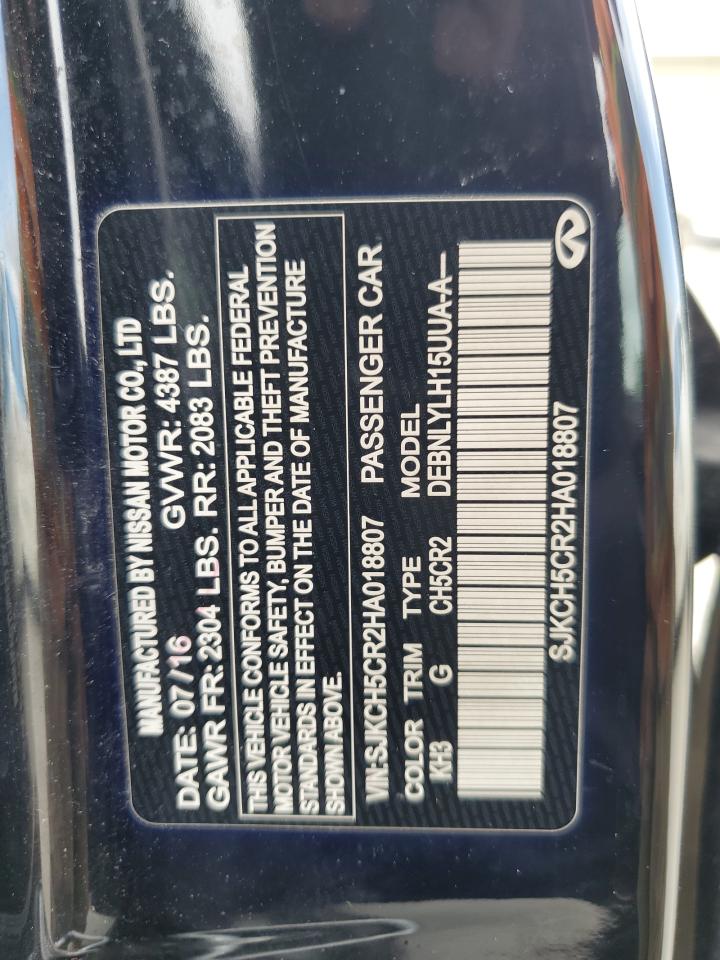 MANUFACTURED BY NISSAN MOTOR CO., LTD
DATE: 07/16 GVWR: 4387 LBS.
GAWR FR: 2304 LBS. RR: 2083 LBS.
THIS VEHICLE CONFORMS TO ALL APPLICABLE FEDERAL
MOTOR VEHICLE SAFETY, BUMPER AND THEFT PREVENTION
STANDARDS IN EFFECT ON THE DATE OF MANUFACTURE
SHOWN ABOVE.
VIN:SJKCH5CR2HA018807 PASSENGER CAR
COLOR TRIM TYPE MODEL
KH3 G CH5CR2 DEBNLYLH15UUA-A—
SJKCH5CR2HA018807